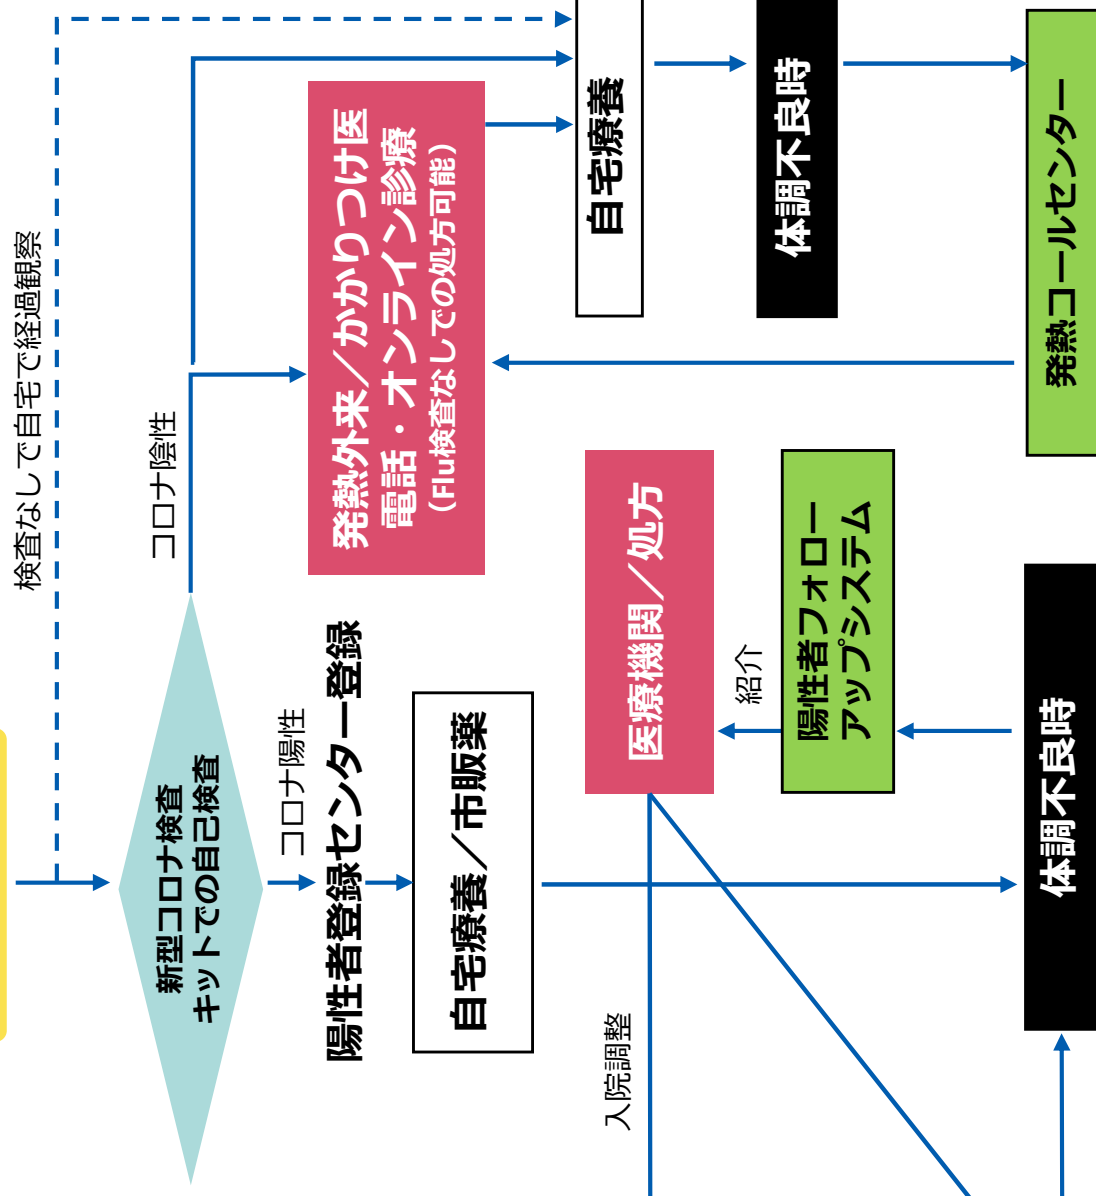 検査なしで自宅で経過観察
新型コロナ検査
キットでの自己検査
コロナ陰性
コロナ陽性
発熱外来／かかりつけ医
電話・オンライン診療
（Flu検査なしでの処方可能）
陽性者登録センター登録
自宅療養／市販薬
自宅療養
体調不良時
発熱コールセンター
医療機関／処方
紹介
陽性者フォロー
アップシステム
体調不良時
入院調整